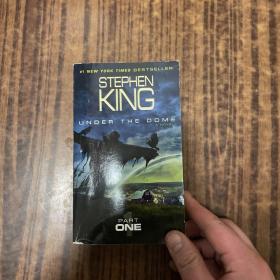 #1 NEW YORK TIMES BESTSELLER
STEPHEN
KING
UNDER THE DOME
PART
ONE